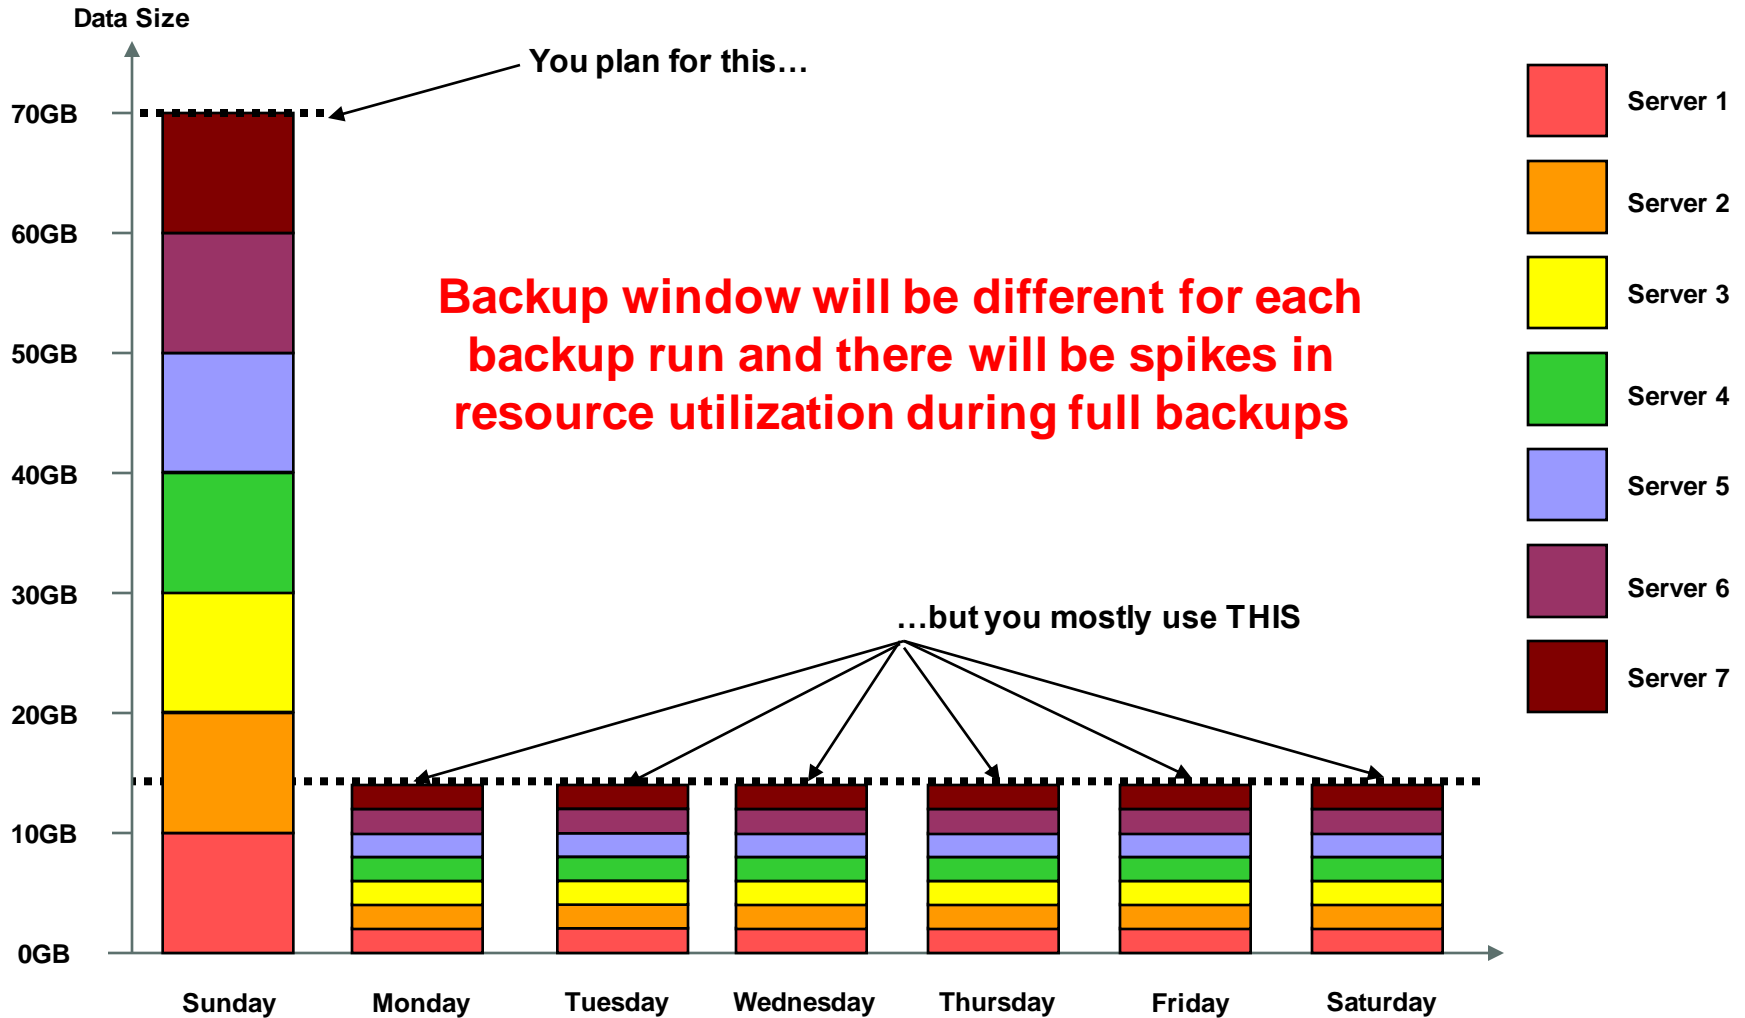 Data Size
You plan for this…
70GB
60GB
50GB
40GB
30GB
20GB
10GB
0GB
Backup window will be different for each
backup run and there will be spikes in
resource utilization during full backups
…but you mostly use THIS
Sunday
Monday
Tuesday
Wednesday
Thursday
Friday
Saturday
Server 1
Server 2
Server 3
Server 4
Server 5
Server 6
Server 7